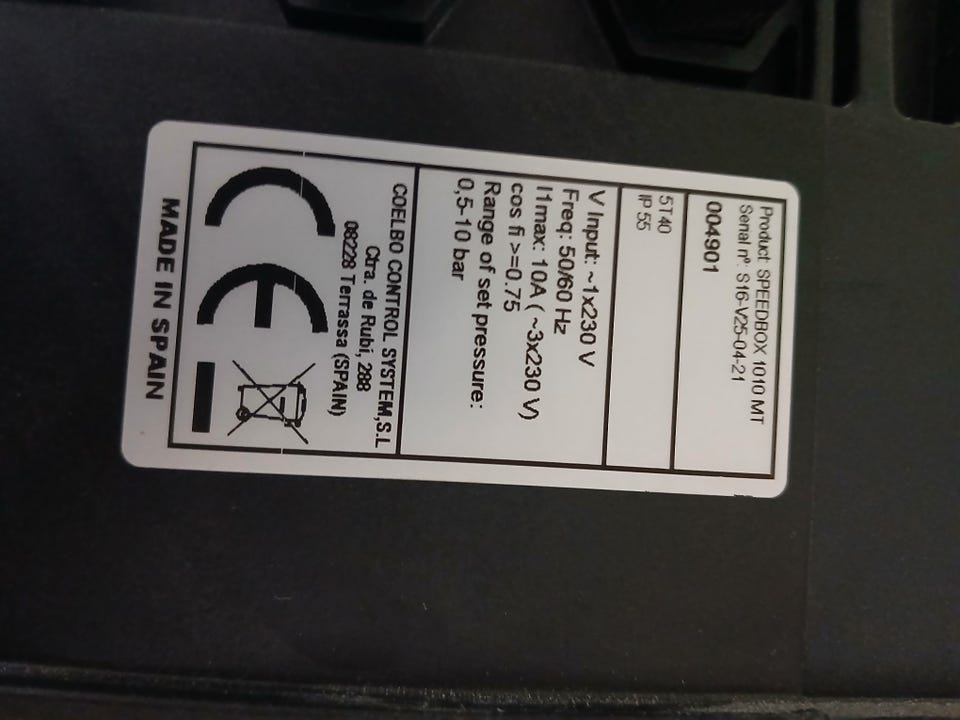 Product: SPEEDBOX 1010 MT
Serial nº: S16-V25-04-21
004901
5T40
IP 55
V Input: ~1x230 V
Freq: 50/60 Hz
I1max: 10A ( ~3x230 V)
cos fi >=0.75
Range of set pressure:
0,5-10 bar
COELBO CONTROL SYSTEM,S.L
Ctra. de Rubí, 288
08228 Terrassa (SPAIN)
CE
MADE IN SPAIN